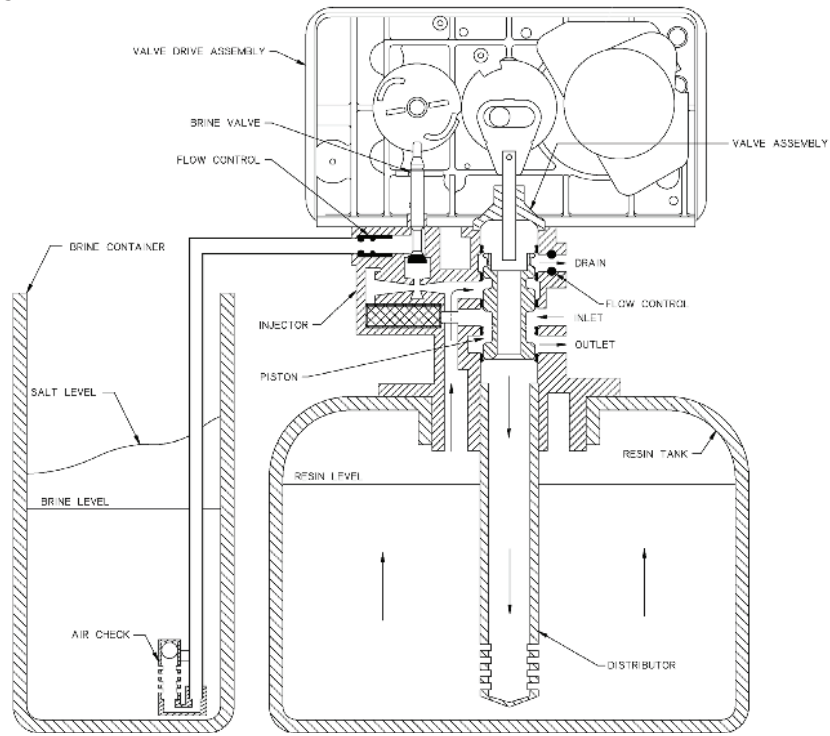 VALVE DRIVE ASSEMBLY
BRINE VALVE
VALVE ASSEMBLY
FLOW CONTROL
BRINE CONTAINER
DRAIN
FLOW CONTROL
INJECTOR
INLET
OUTLET
PISTON
SALT LEVEL
RESIN TANK
RESIN LEVEL
BRINE LEVEL
AIR CHECK
DISTRIBUTOR